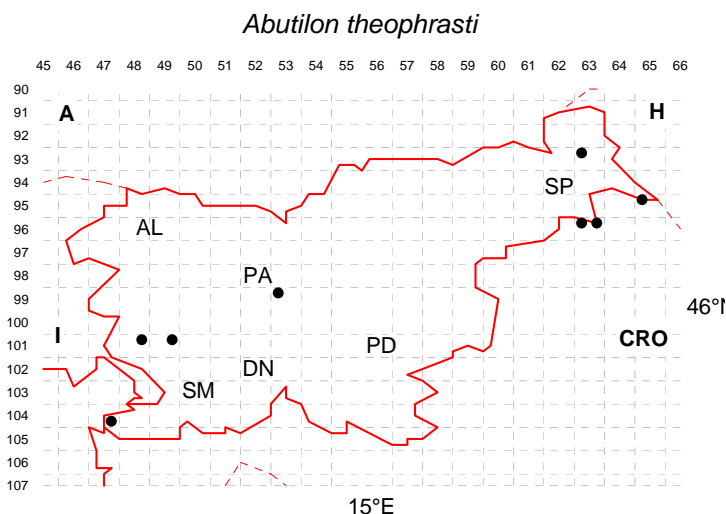 Abutilon theophrasti
45 46 47 48 49 50 51 52 53 54 55 56 57 58 59 60 61 62 63 64 65 66
90
91
A H
92
93
94
SP
95
96
AL
97
98
PA
99
46°N
100
I PD CRO
101
102
DN
103
SM
104
105
106
107
15°E